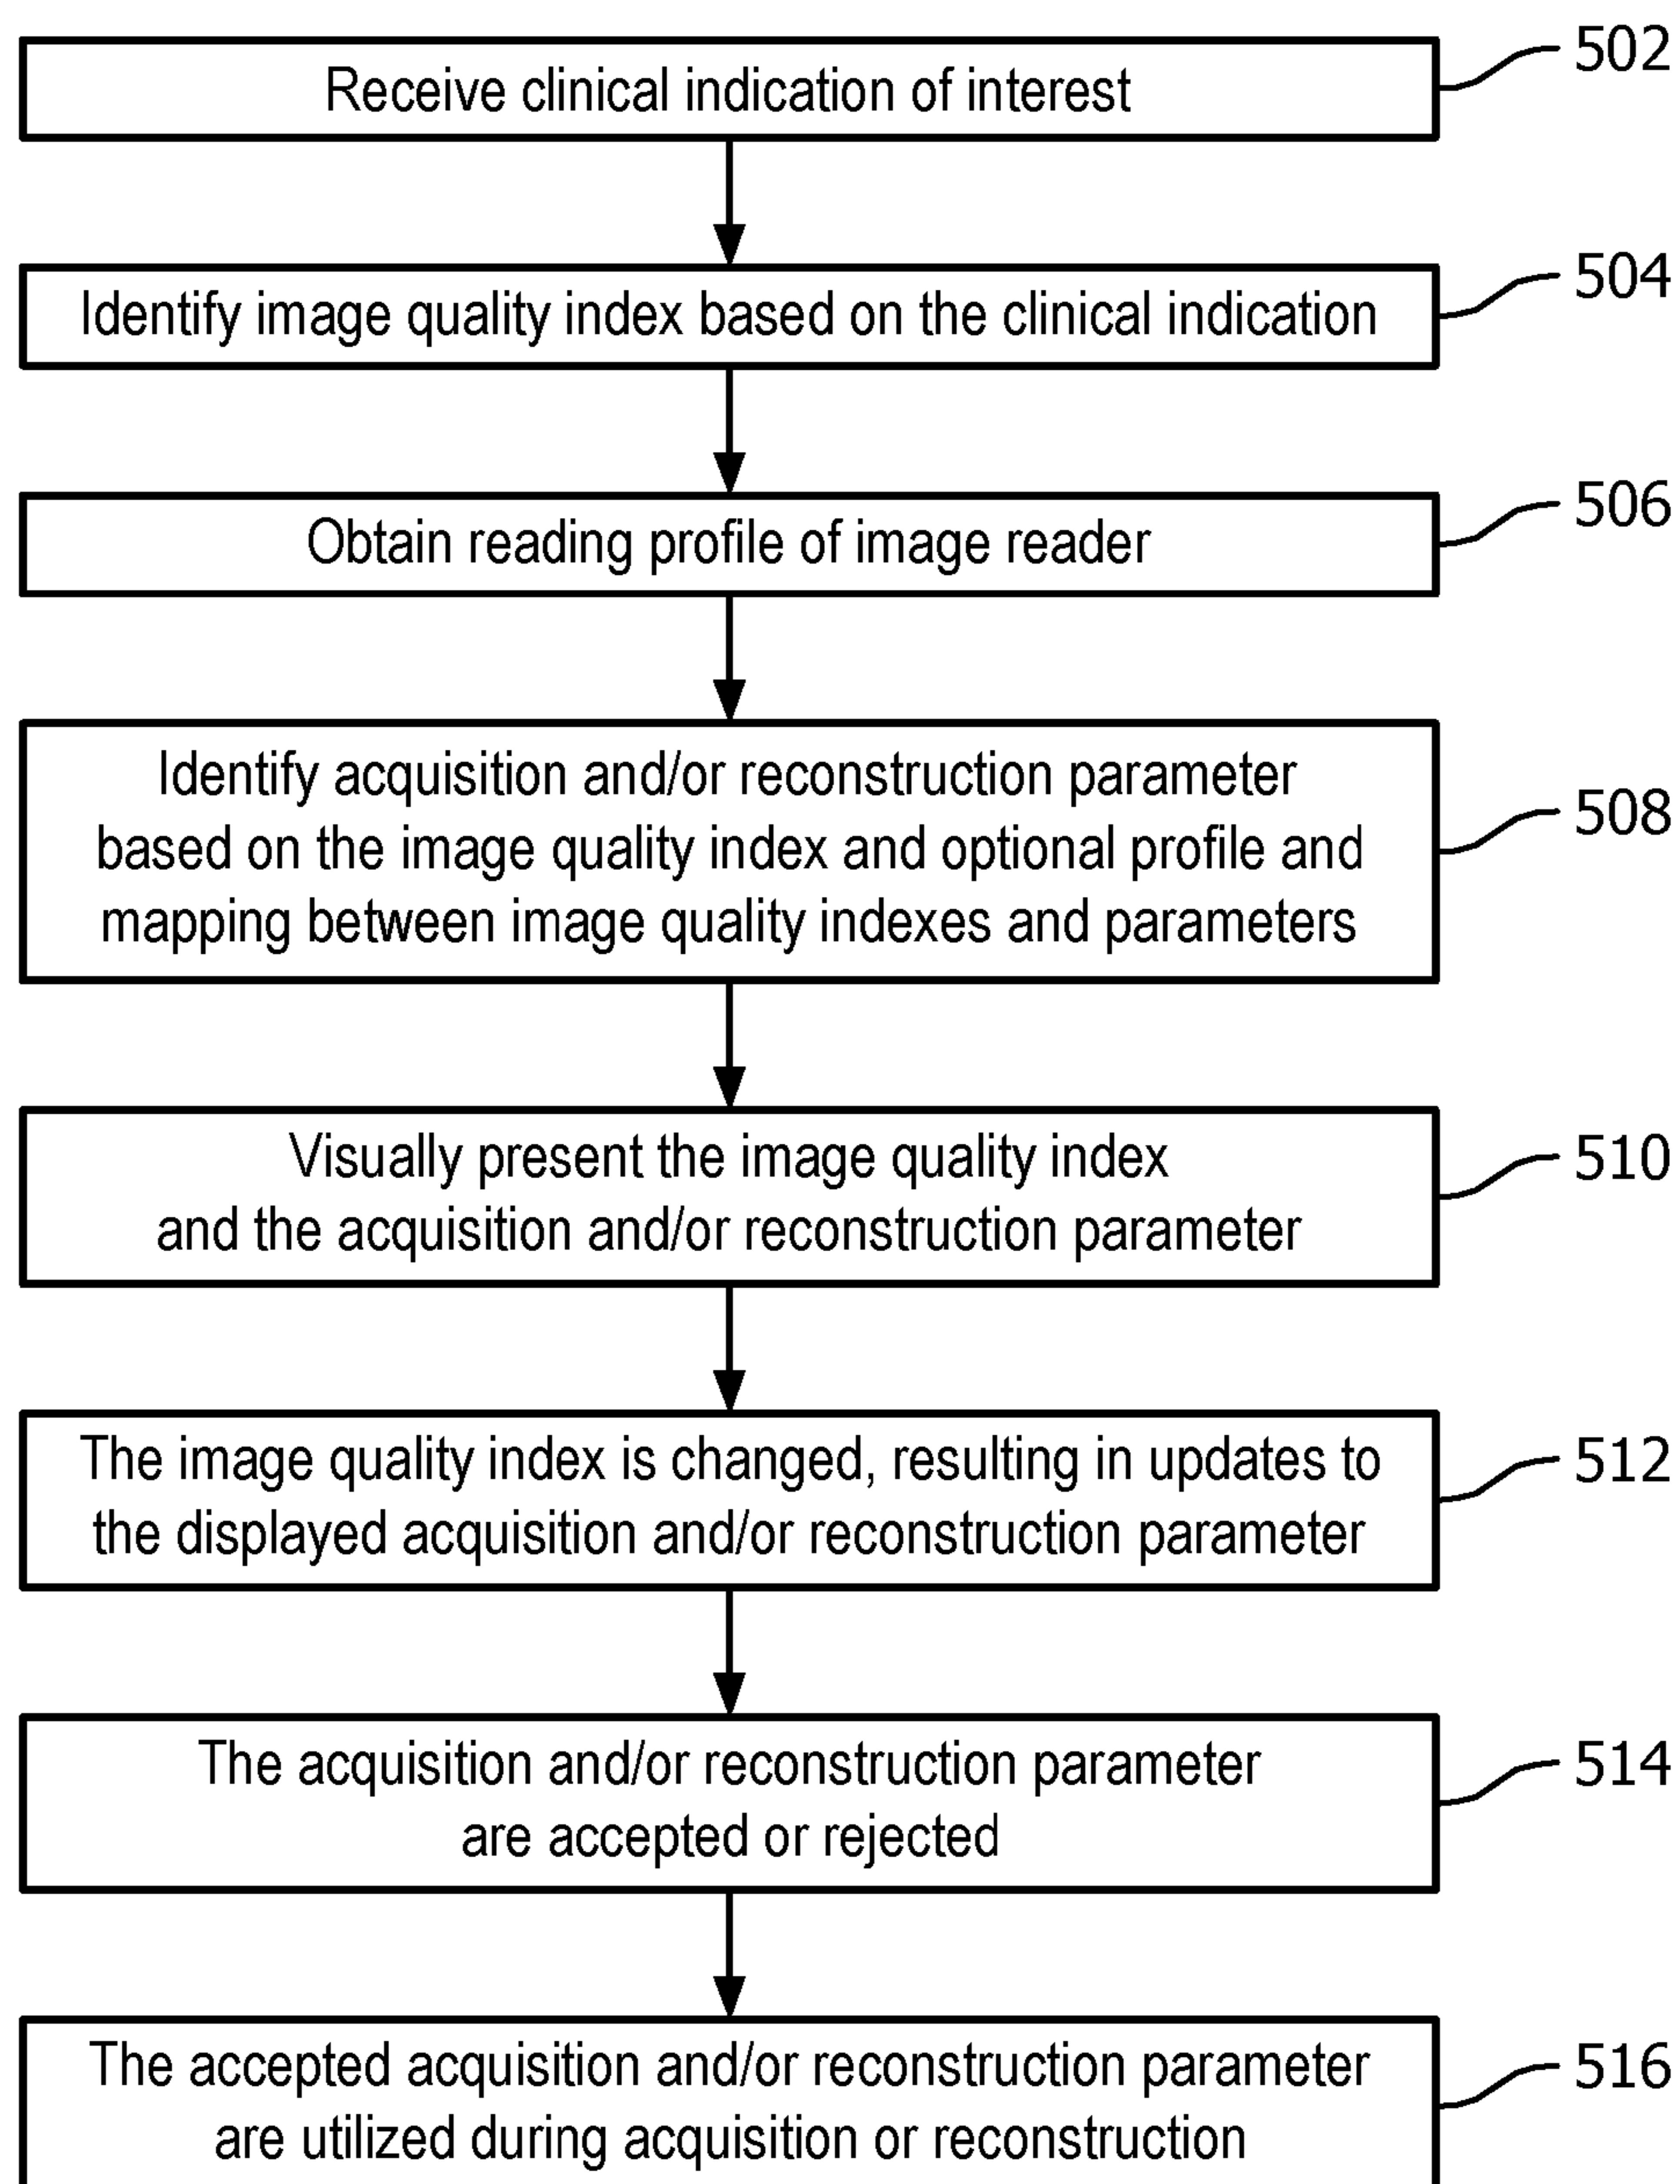 502
Receive clinical indication of interest
504
Identify image quality index based on the clinical indication
506
Obtain reading profile of image reader
Identify acquisition and/or reconstruction parameter
508
based on the image quality index and optional profile and
mapping between image quality indexes and parameters
Visually present the image quality index
510
and the acquisition and/or reconstruction parameter
The image quality index is changed, resulting in updates to
512
the displayed acquisition and/or reconstruction parameter
The acquisition and/or reconstruction parameter
514
are accepted or rejected
The accepted acquisition and/or reconstruction parameter
516
are utilized during acquisition or reconstruction